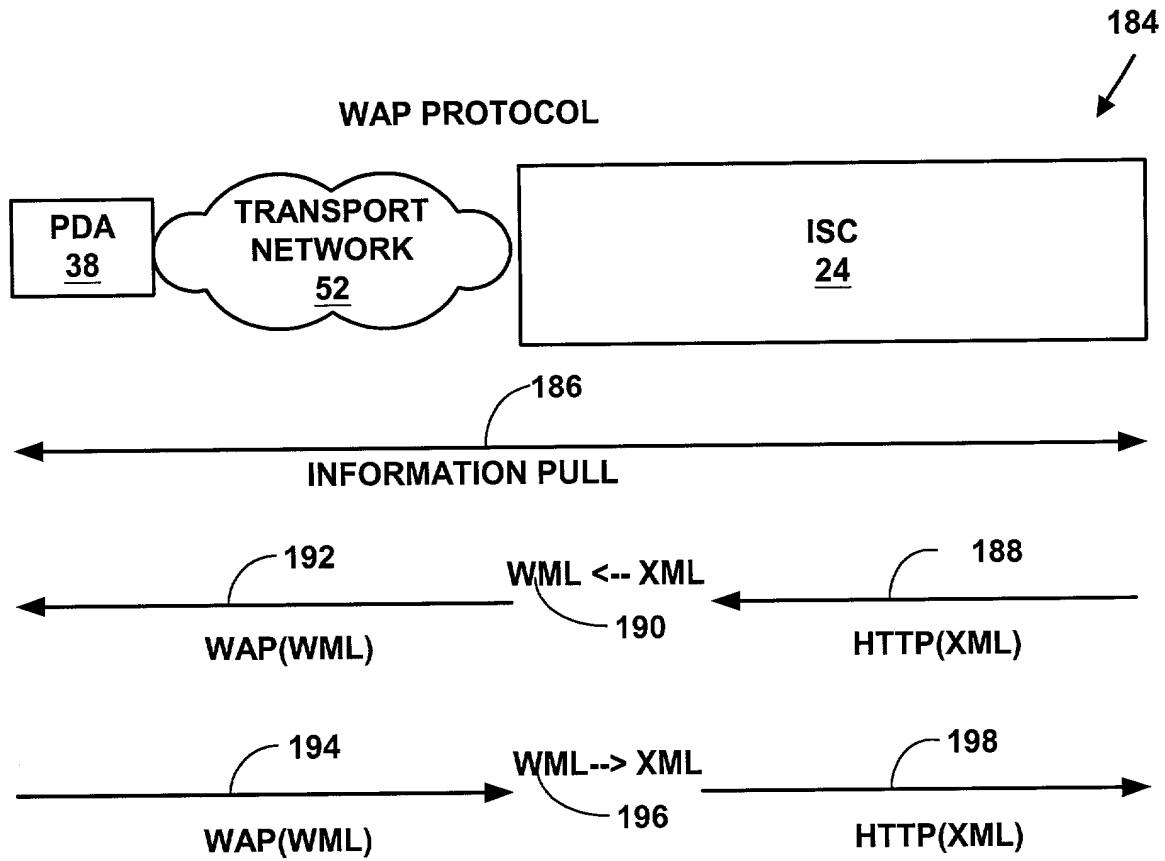 184
WAP PROTOCOL
PDA
38
TRANSPORT
NETWORK
52
ISC
24
186
INFORMATION PULL
192
WML <-- XML
188
190
WAP(WML)
HTTP(XML)
194
WML--> XML
198
196
WAP(WML)
HTTP(XML)